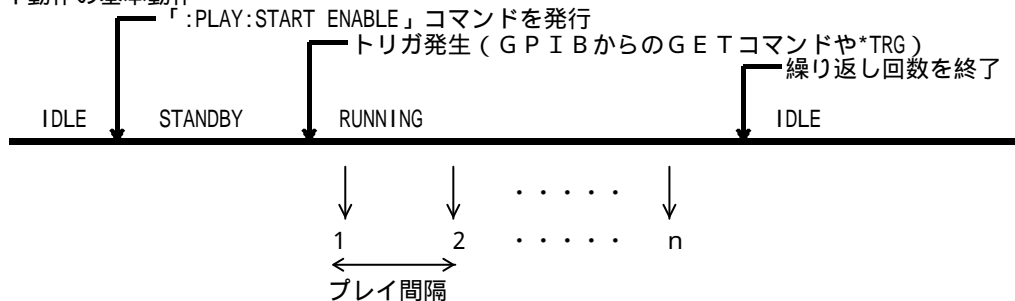 「:PLAY:START ENABLE」コマンドを発行
トリガ発生（ＧＰＩＢからのＧＥＴコマンドや*TRG）
繰り返し回数を終了
IDLE STANDBY RUNNING IDLE
・・・・・
1 2 ・・・・・ n
プレイ間隔